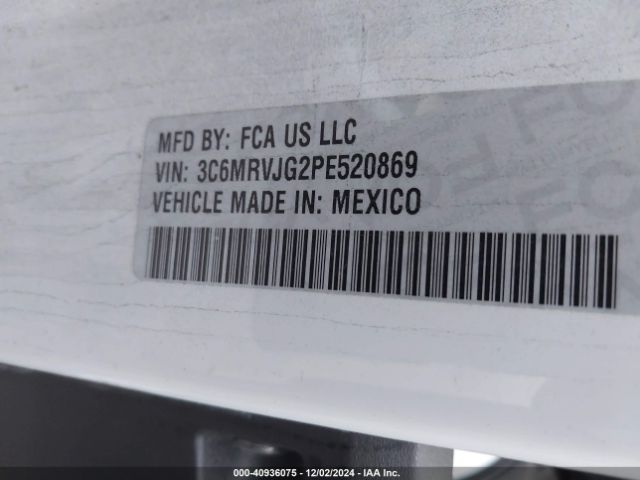 MFD BY: FCA US LLC
VIN: 3C6MRVJG2PE520869
VEHICLE MADE IN: MEXICO
000-40936075 - 12/02/2024 - IAA Inc.